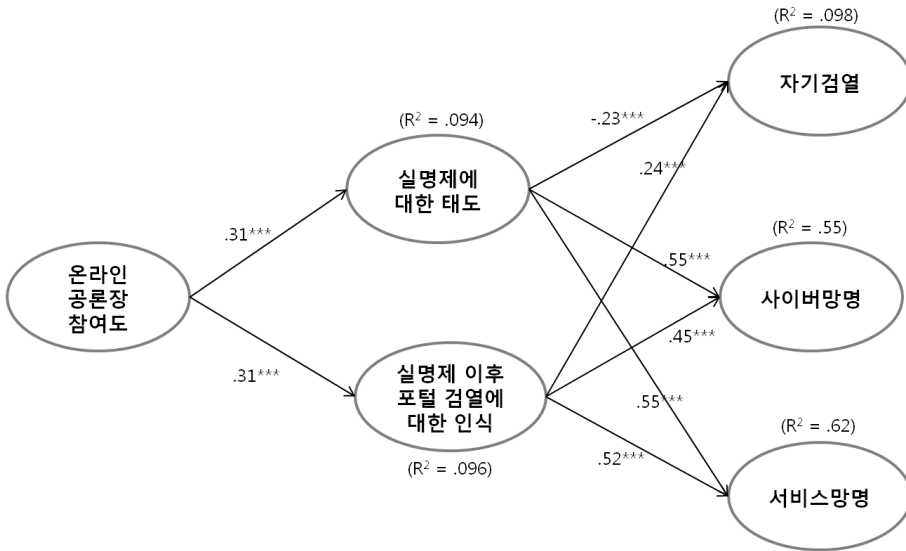 (R² = .098)
자기검열
(R² = .094)
-.23***
실명제에
대한 태도
.24***
.31***
(R² = .55)
온라인
공론장
참여도
.55***
사이버망명
.45***
.31***
실명제 이후
포털 검열에
대한 인식
.55***
(R² = .62)
.52***
(R² = .096)
서비스망명